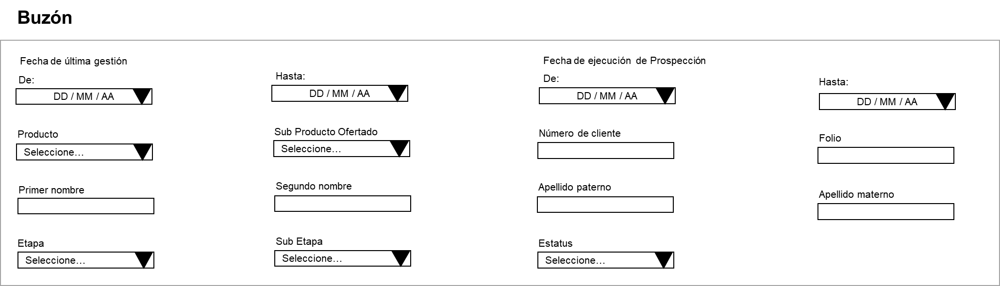 Buzón
Fecha de última gestión
Fecha de ejecución de Prospección
De:
Hasta:
De:
Hasta:
DD / MM / AA
DD / MM / AA
DD / MM / AA
DD / MM / AA
Producto
Sub Producto Ofertado
Número de cliente
Folio
Seleccione...
Seleccione...
Primer nombre
Segundo nombre
Apellido paterno
Apellido materno
Etapa
Sub Etapa
Estatus
Seleccione...
Seleccione...
Seleccione...